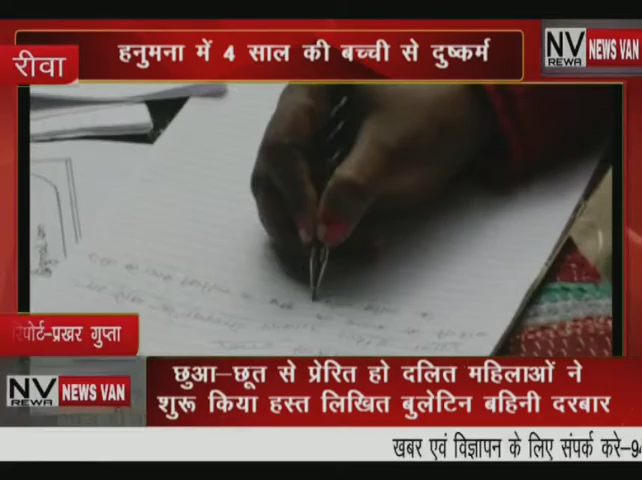 हनुमना में 4 साल की बच्ची से दुष्कर्म
NV
REWA
NEWS VAN
रीवा
रिपोर्ट-प्रखर गुप्ता
NV
REWA
NEWS VAN
छुआ-छूत से प्रेरित हो दलित महिलाओं ने
शुरू किया हस्त लिखित बुलेटिन बहिनी दरबार
खबर एवं विज्ञापन के लिए संपर्क करे-94